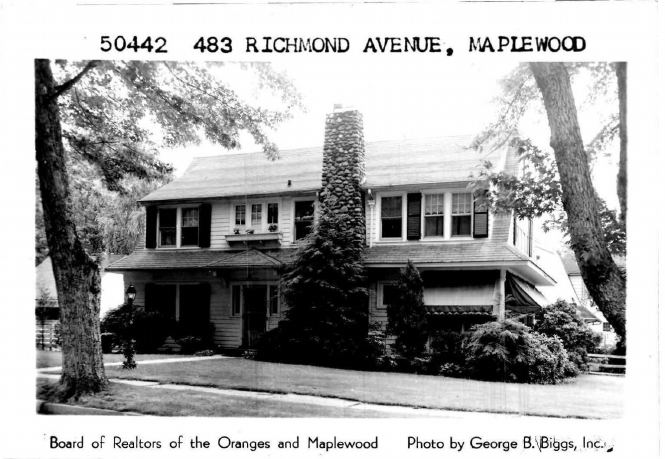 50442 483 RICHMOND AVENUE, MAPLEWOOD
Board of Realtors of the Oranges and Maplewood Photo by George B. Biggs, Inc.